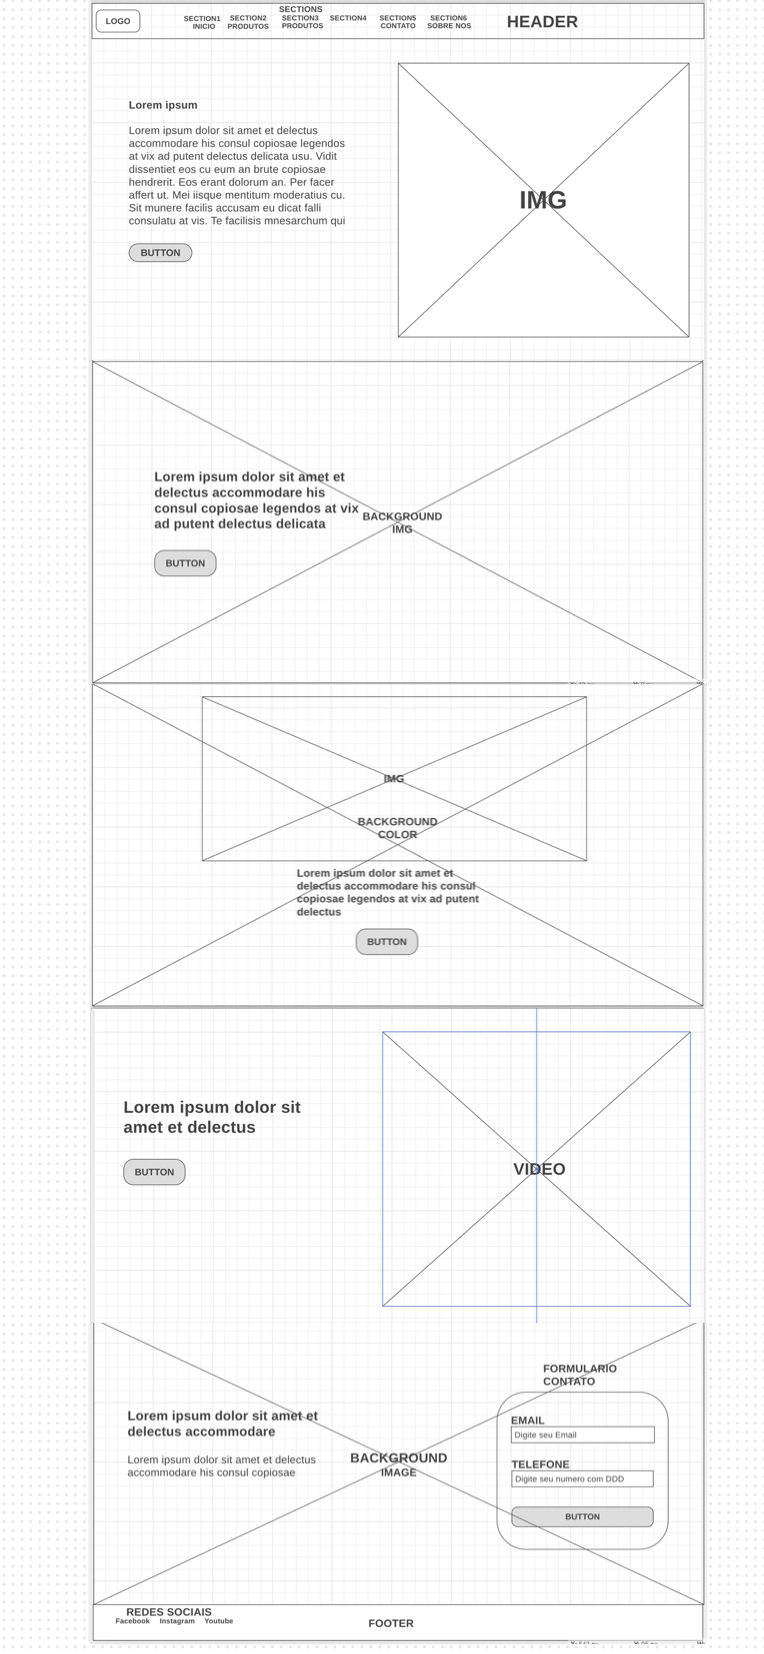 SECTIONS
LOGO
SECTION1 SECTION2 SECTION3 SECTION4 SECTION5 SECTION6
INICIO PRODUTOS PRODUTOS CONTATO SOBRE NOS
HEADER
Lorem ipsum
Lorem ipsum dolor sit amet et delectus
accommodare his consul copiosae legendos
at vix ad putent delectus delicata usu. Vidit
dissentiet eos cu eum an brute copiosae
hendrerit. Eos erant dolorum an. Per facer
affert ut. Mei iisque mentitum moderatius cu.
Sit munere facilis accusam eu dicat falli
consulatu at vis. Te facilisis mnesarchum qui
BUTTON
IMG
Lorem ipsum dolor sit amet et
delectus accommodare his
consul copiosae legendos at vix
ad putent delectus delicata
BUTTON
BACKGROUND
IMG
IMG
BACKGROUND
COLOR
Lorem ipsum dolor sit amet et
delectus accommodare his consul
copiosae legendos at vix ad putent
delectus
BUTTON
Lorem ipsum dolor sit
amet et delectus
BUTTON
VIDEO
Lorem ipsum dolor sit amet et
delectus accommodare
Lorem ipsum dolor sit amet et delectus
accommodare his consul copiosae
BACKGROUND
IMAGE
FORMULARIO
CONTATO
EMAIL
Digite seu Email
TELEFONE
Digite seu numero com DDD
BUTTON
REDES SOCIAIS
Facebook Instagram Youtube
FOOTER